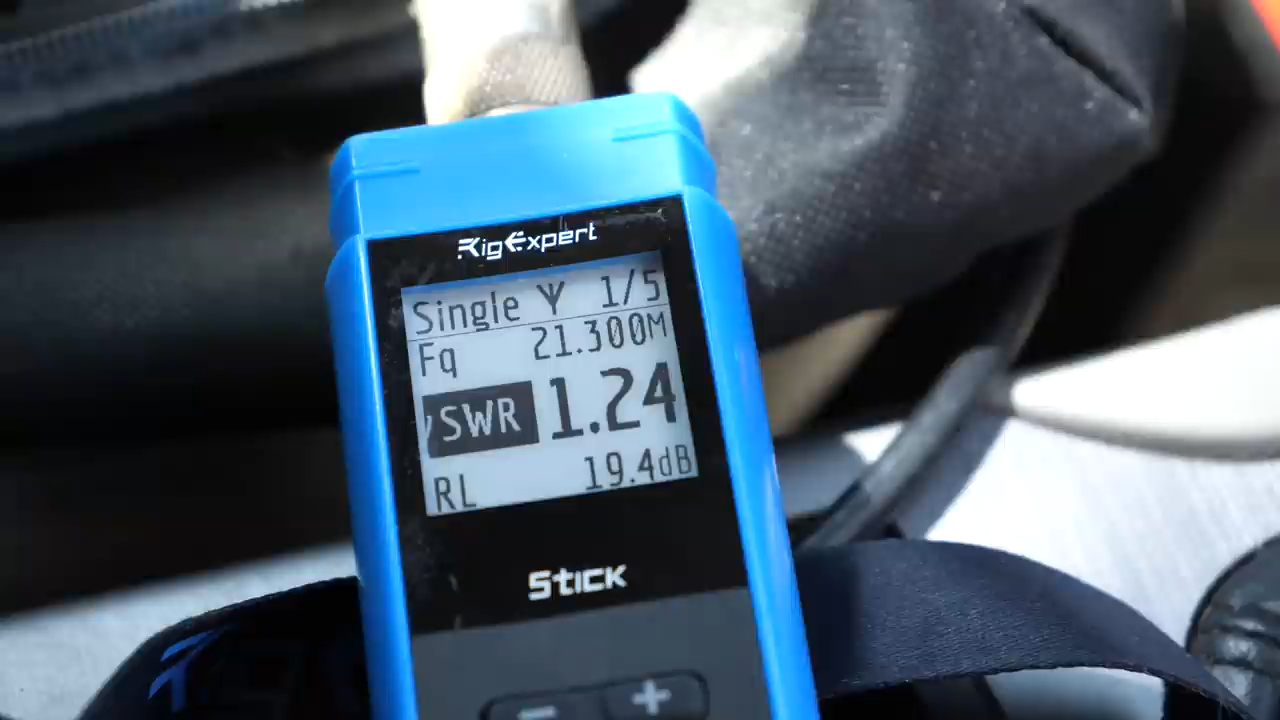 RigExpert
Single 1/5
Fq 21.300M
SWR 1.24
RL 19.4dB
Stick
- +